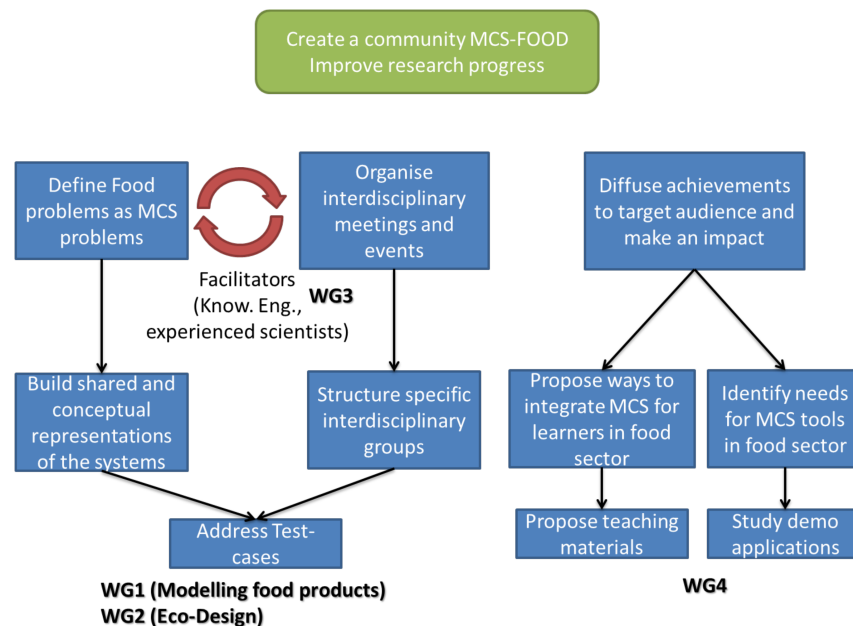 Create a community MCS-FOOD
Improve research progress
Define Food
problems as MCS
problems
Organise
interdisciplinary
meetings and
events
Diffuse achievements
to target audience and
make an impact
Facilitators
(Know. Eng.,
experienced scientists)
WG3
Build shared and
conceptual
representations
of the systems
Structure specific
interdisciplinary
groups
Propose ways to
integrate MCS for
learners in food
sector
Identify needs
for MCS tools
in food sector
Address Test-
cases
Propose teaching
materials
Study demo
applications
WG1 (Modelling food products)
WG2 (Eco-Design)
WG4